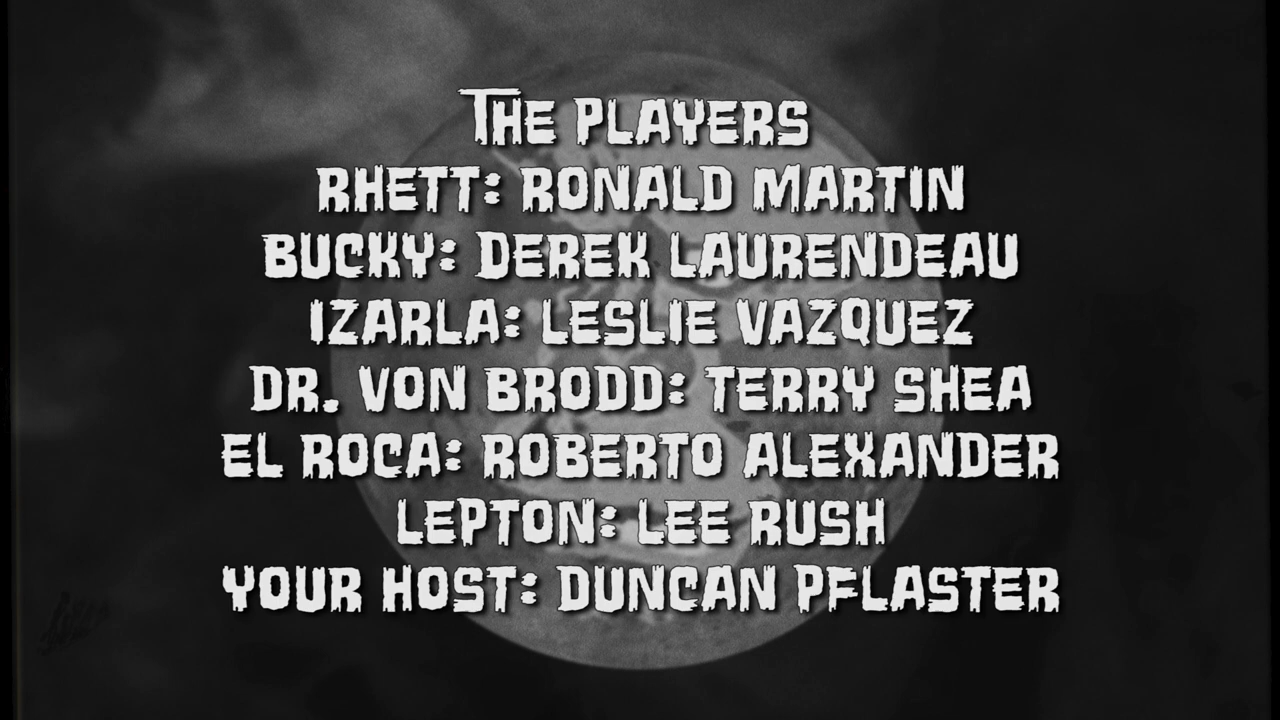 THE PLAYERS
RHETT: RONALD MARTIN
BUCKY: DEREK LAURENDEAU
IZARLA: LESLIE VAZQUEZ
DR. VON BRODD: TERRY SHEA
EL ROCA: ROBERTO ALEXANDER
LEPTON: LEE RUSH
YOUR HOST: DUNCAN PFLASTER